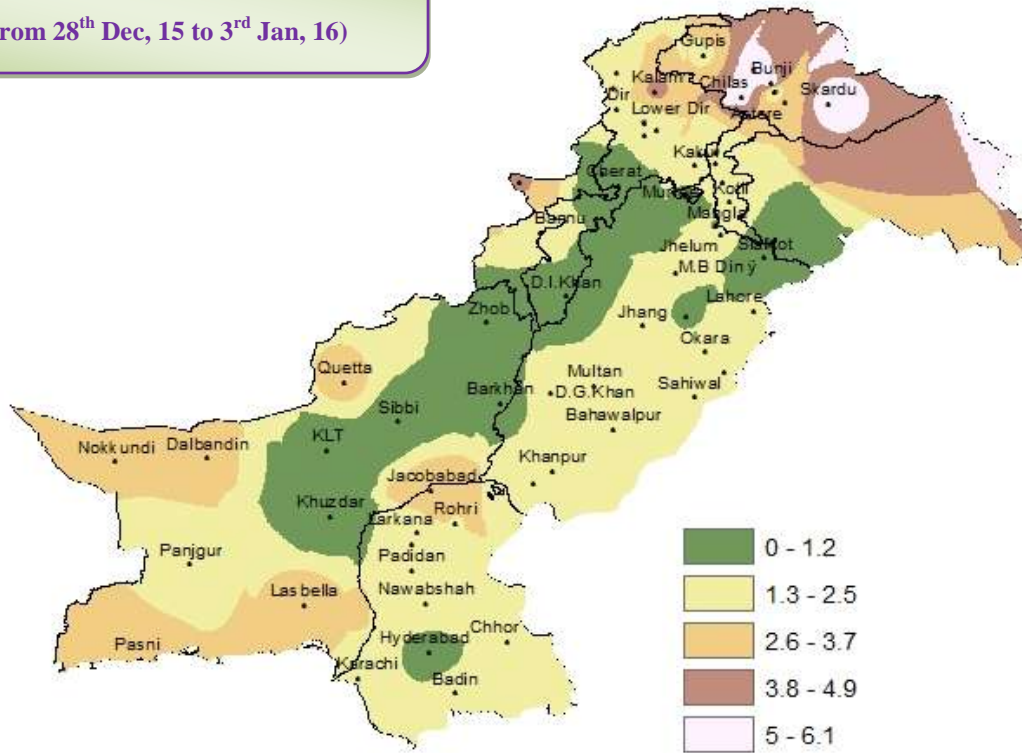 rom 28th Dec, 15 to 3rd Jan, 16)
Gupis
Kalam
Chilas
Bunji
Dir
Skardu
Lower Dir
Astore
Kakul
Cherat
Kotli
Murree
Mangla
Bannu
Jhelum
Sialkot
M.B Din ÿ
D.I.Khan
Zhob
Lahore
Jhang
Okara
Quetta
Multan
Sahiwal
Barkhan
D.G.Khan
Sibbi
Bahawalpur
KLT
Nokkundi
Dalbandin
Khanpur
Jacobabad
Khuzdar
Rohri
Larkana
Panjgur
Padidan
Lasbella
Nawabshah
Pasni
Hyderabad
Chhor
Karachi
Badin
0 - 1.2
1.3 - 2.5
2.6 - 3.7
3.8 - 4.9
5 - 6.1